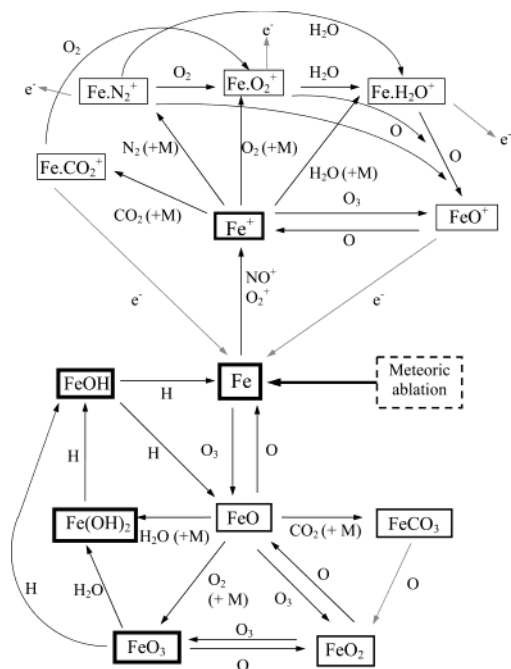 O₂
e⁻
H₂O
e⁻
Fe.N₂⁺
O₂
Fe.O₂⁺
H₂O
Fe.H₂O⁺
e⁻
O
O
Fe.CO₂⁺
N₂ (+M)
O₂ (+M)
H₂O (+M)
CO₂ (+M)
Fe⁺
O₃
O
FeO⁺
NO⁺
O₂⁺
e⁻
e⁻
FeOH
H
Fe
Meteoric
ablation
H
O₃
O
H
Fe(OH)₂
H₂O (+M)
FeO
CO₂ (+ M)
FeCO₃
H
H₂O
O₂
(+ M)
O₃
O
O
FeO₃
O₃
O
FeO₂